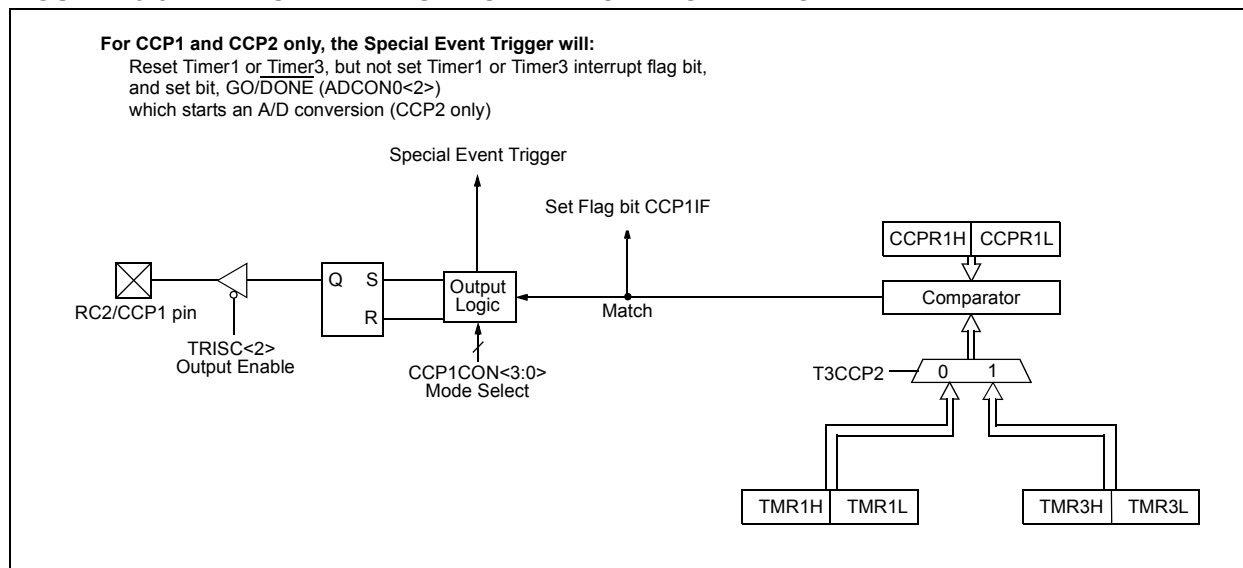 For CCP1 and CCP2 only, the Special Event Trigger will:
Reset Timer1 or Timer3, but not set Timer1 or Timer3 interrupt flag bit,
and set bit, GO/DONE (ADCON0<2>)
which starts an A/D conversion (CCP2 only)
Special Event Trigger
Set Flag bit CCP1IF
CCPR1H CCPR1L
Q S
R
Output
Logic
Comparator
RC2/CCP1 pin
Match
TRISC<2>
Output Enable
CCP1CON<3:0>
Mode Select
T3CCP2
0 1
TMR1H TMR1L
TMR3H TMR3L